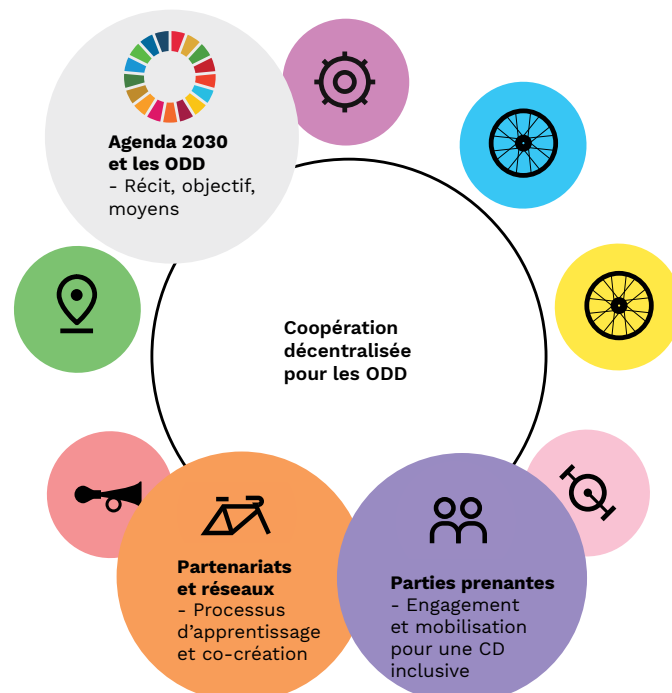 Agenda 2030
et les ODD
- Récit, objectif,
moyens
Coopération
décentralisée
pour les ODD
Partenariats
et réseaux
- Processus
d’apprentissage
et co-création
Parties prenantes
- Engagement
et mobilisation
pour une CD
inclusive